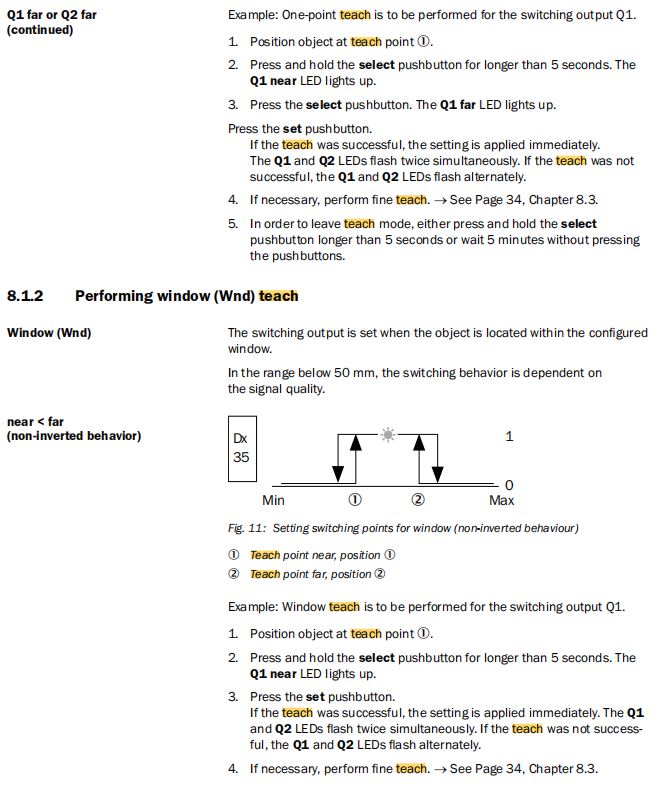 Q1 far or Q2 far
(continued)
Example: One-point teach is to be performed for the switching output Q1.
1. Position object at teach point ①.
2. Press and hold the select pushbutton for longer than 5 seconds. The
Q1 near LED lights up.
3. Press the select pushbutton. The Q1 far LED lights up.
Press the set pushbutton.
If the teach was successful, the setting is applied immediately.
The Q1 and Q2 LEDs flash twice simultaneously. If the teach was not
successful, the Q1 and Q2 LEDs flash alternately.
4. If necessary, perform fine teach. → See Page 34, Chapter 8.3.
5. In order to leave teach mode, either press and hold the select
pushbutton longer than 5 seconds or wait 5 minutes without pressing
the pushbuttons.
8.1.2 Performing window (Wnd) teach
Window (Wnd)
The switching output is set when the object is located within the configured
window.
In the range below 50 mm, the switching behavior is dependent on
the signal quality.
near < far
(non-inverted behavior)
Dx
35
1
0
Min ① ② Max
Fig. 11: Setting switching points for window (non-inverted behaviour)
① Teach point near, position ①
② Teach point far, position ②
Example: Window teach is to be performed for the switching output Q1.
1. Position object at teach point ①.
2. Press and hold the select pushbutton for longer than 5 seconds. The
Q1 near LED lights up.
3. Press the set pushbutton.
If the teach was successful, the setting is applied immediately. The Q1
and Q2 LEDs flash twice simultaneously. If the teach was not success-
ful, the Q1 and Q2 LEDs flash alternately.
4. If necessary, perform fine teach. → See Page 34, Chapter 8.3.